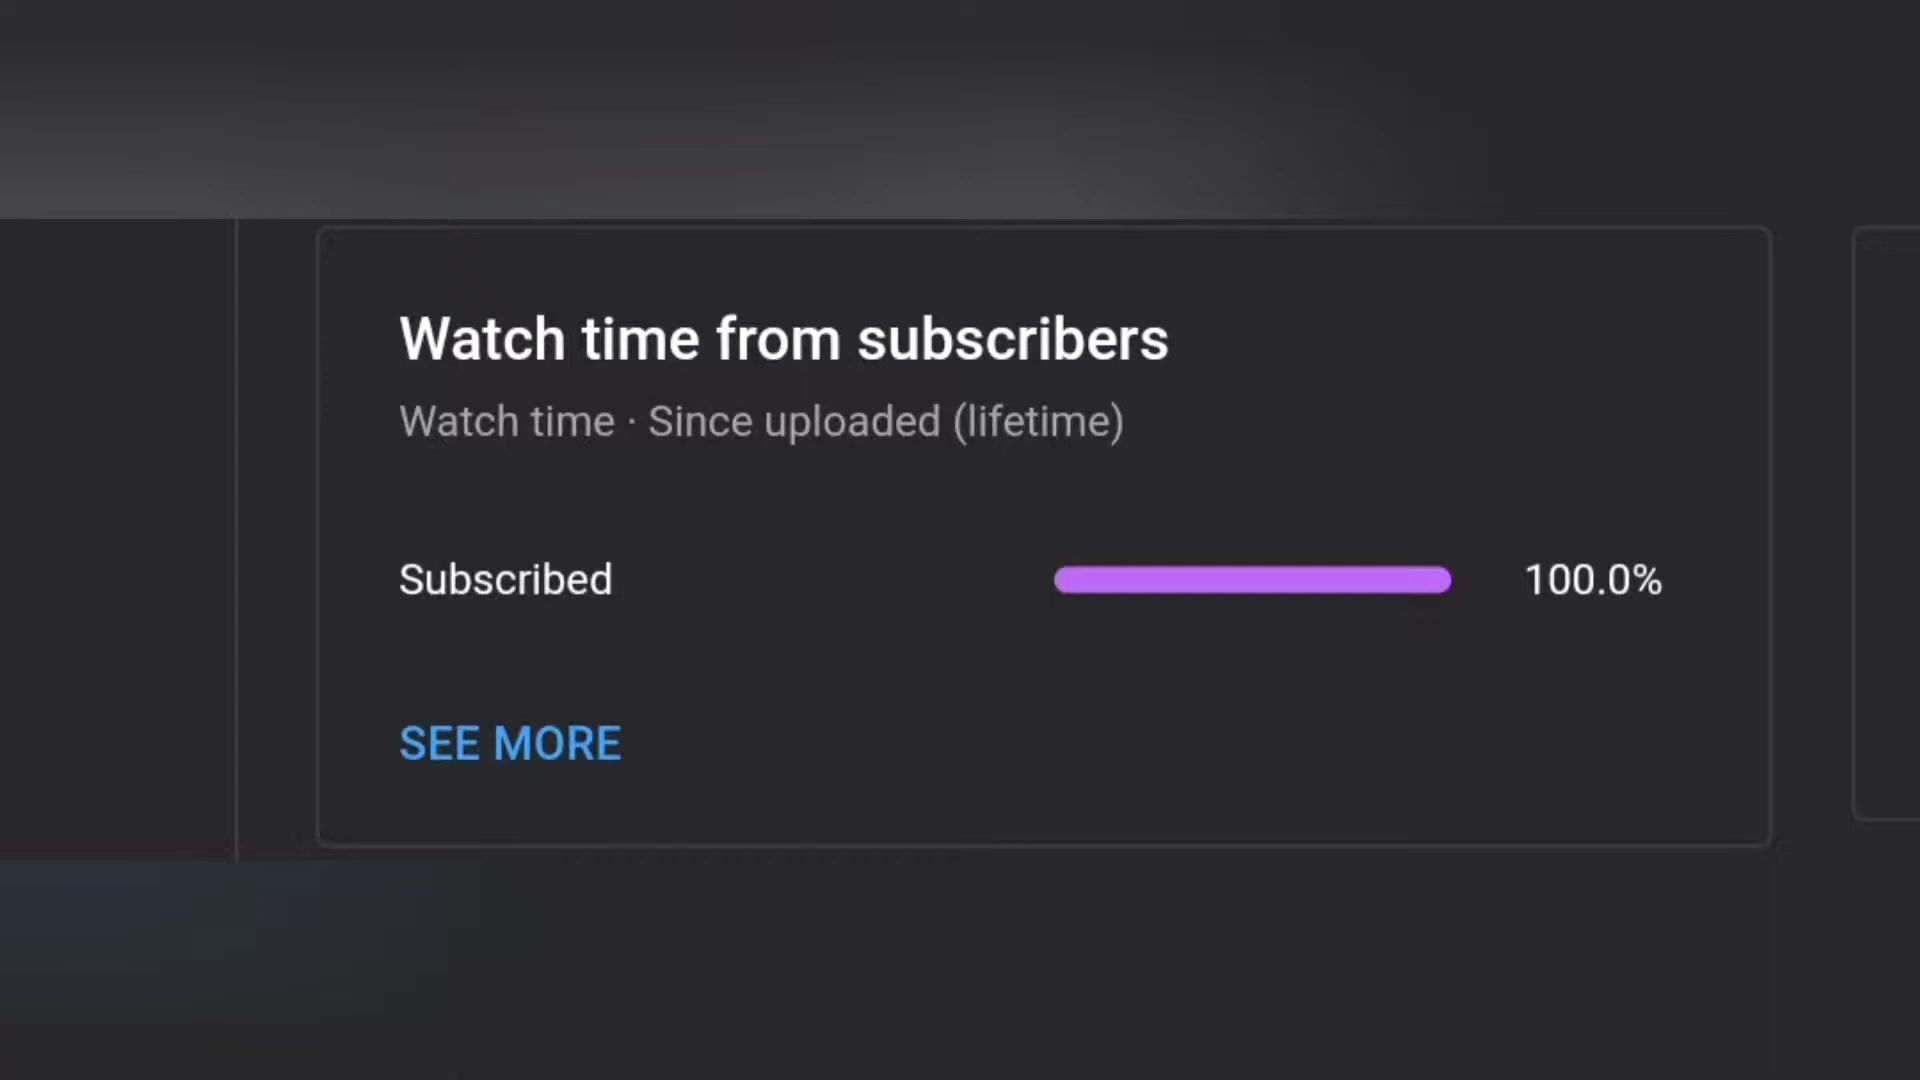 Watch time from subscribers
Watch time · Since uploaded (lifetime)
Subscribed 100.0%
SEE MORE